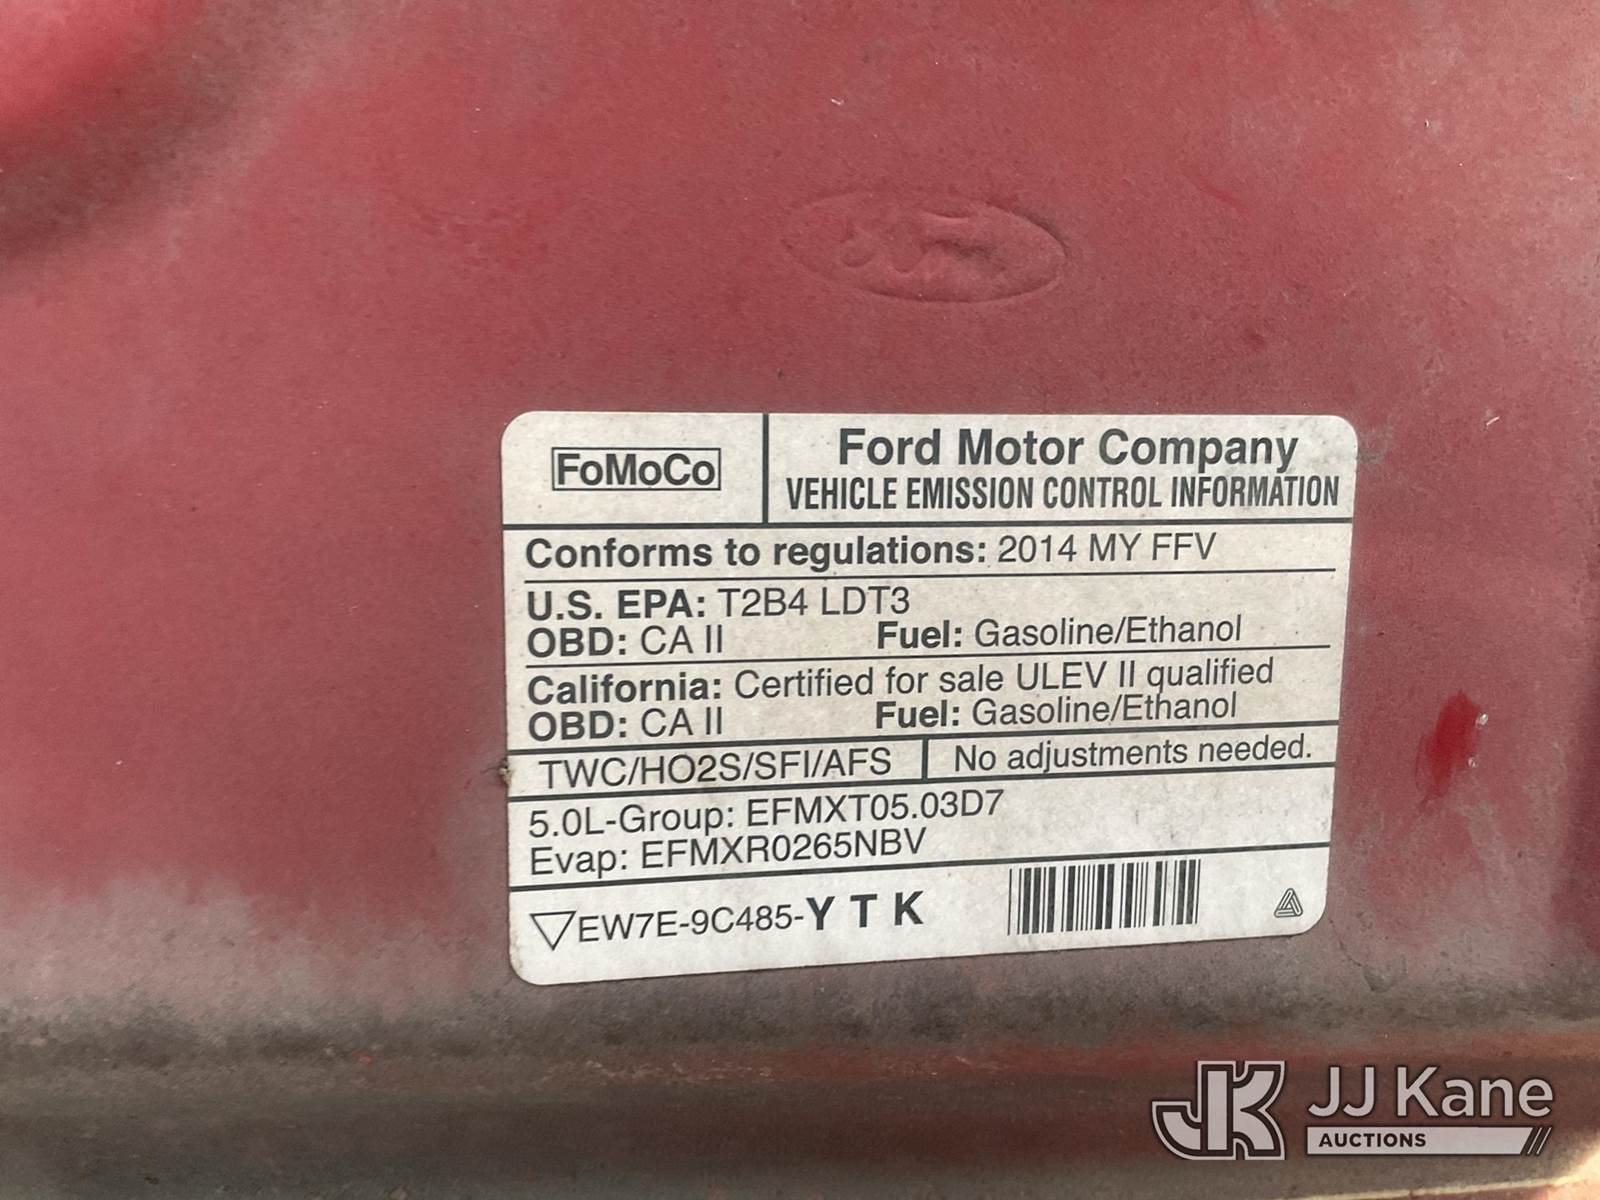 FoMoCo
Ford Motor Company
VEHICLE EMISSION CONTROL INFORMATION
Conforms to regulations: 2014 MY FFV
U.S. EPA: T2B4 LDT3
OBD: CA II Fuel: Gasoline/Ethanol
California: Certified for sale ULEV II qualified
OBD: CA II Fuel: Gasoline/Ethanol
TWC/HO2S/SFI/AFS No adjustments needed.
5.0L-Group: EFMXT05.03D7
Evap: EFMXR0265NBV
EW7E-9C485-Y T K
JK JJ Kane
AUCTIONS